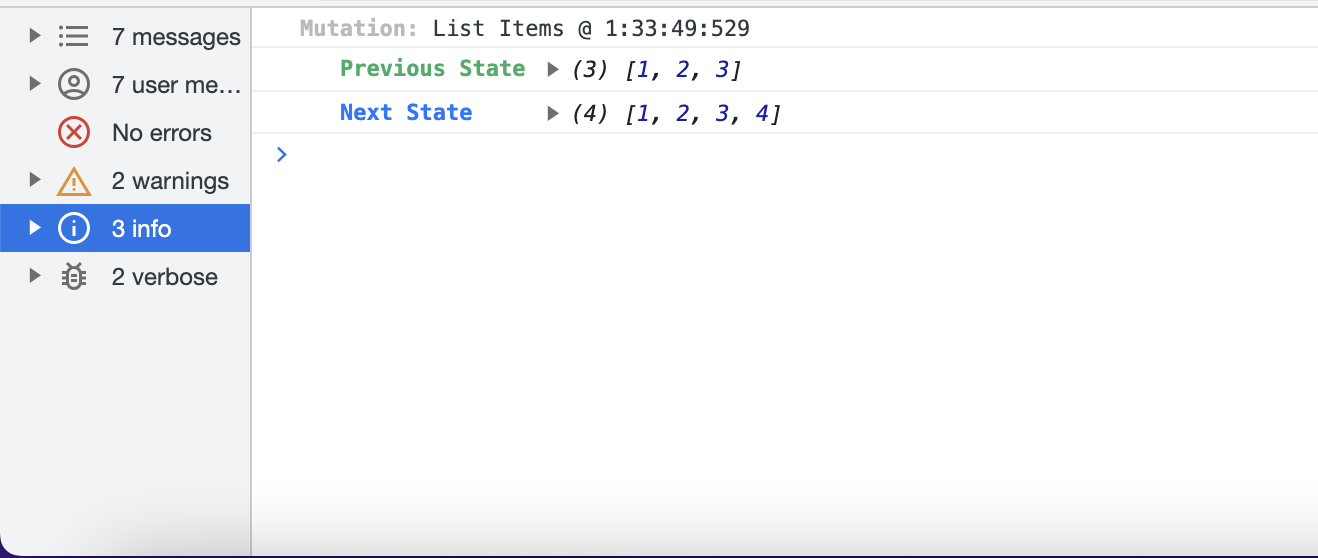 7 messages
7 user me…
No errors
2 warnings
3 info
2 verbose
Mutation: List Items @ 1:33:49:529
Previous State (3) [1, 2, 3]
Next State (4) [1, 2, 3, 4]